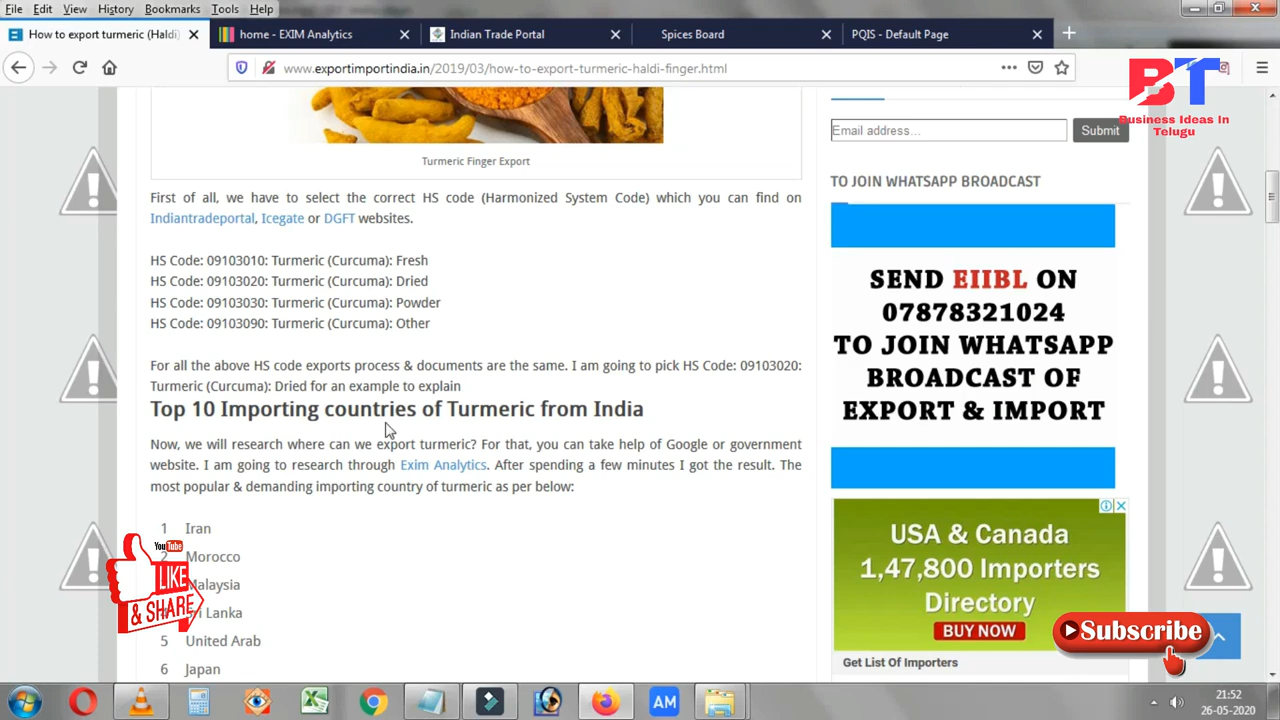 File Edit View History Bookmarks Tools Help
How to export turmeric (Haldi)
home - EXIM Analytics
Indian Trade Portal
Spices Board
PQIS - Default Page
www.exportimportindia.in/2019/03/how-to-export-turmeric-haldi-finger.html
BT
Business Ideas In
Telugu
Email address...
Submit
Turmeric Finger Export
First of all, we have to select the correct HS code (Harmonized System Code) which you can find on
Indiantradeportal, Icegate or DGFT websites.
HS Code: 09103010: Turmeric (Curcuma): Fresh
HS Code: 09103020: Turmeric (Curcuma): Dried
HS Code: 09103030: Turmeric (Curcuma): Powder
HS Code: 09103090: Turmeric (Curcuma): Other
For all the above HS code exports process & documents are the same. I am going to pick HS Code: 09103020:
Turmeric (Curcuma): Dried for an example to explain
Top 10 Importing countries of Turmeric from India
Now, we will research where can we export turmeric? For that, you can take help of Google or government
website. I am going to research through Exim Analytics. After spending a few minutes I got the result. The
most popular & demanding importing country of turmeric as per below:
1 Iran
2 Morocco
Malaysia
Sri Lanka
5 United Arab
6 Japan
YouTube
LIKE
& SHARE
TO JOIN WHATSAPP BROADCAST
SEND EIIBL ON
07878321024
TO JOIN WHATSAPP
BROADCAST OF
EXPORT & IMPORT
USA & Canada
1,47,800 Importers
Directory
BUY NOW
Get List Of Importers
Subscribe
AM
21:52
26-05-2020